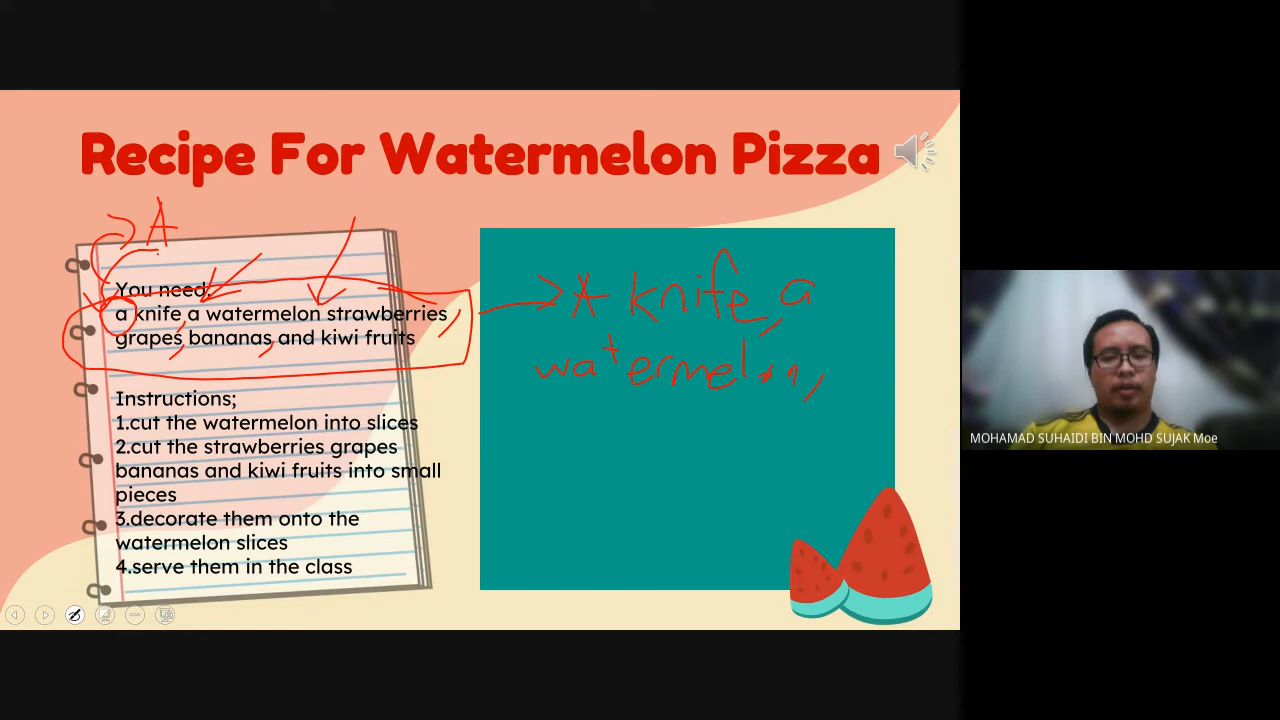 Recipe For Watermelon Pizza
A
You need;
a knife a watermelon strawberries
grapes bananas and kiwi fruits
Instructions;
1.cut the watermelon into slices
2.cut the strawberries grapes
bananas and kiwi fruits into small
pieces
3.decorate them onto the
watermelon slices
4.serve them in the class
A knife, a
watermelon,
MOHAMAD SUHAIDI BIN MOHD SUJAK Moe